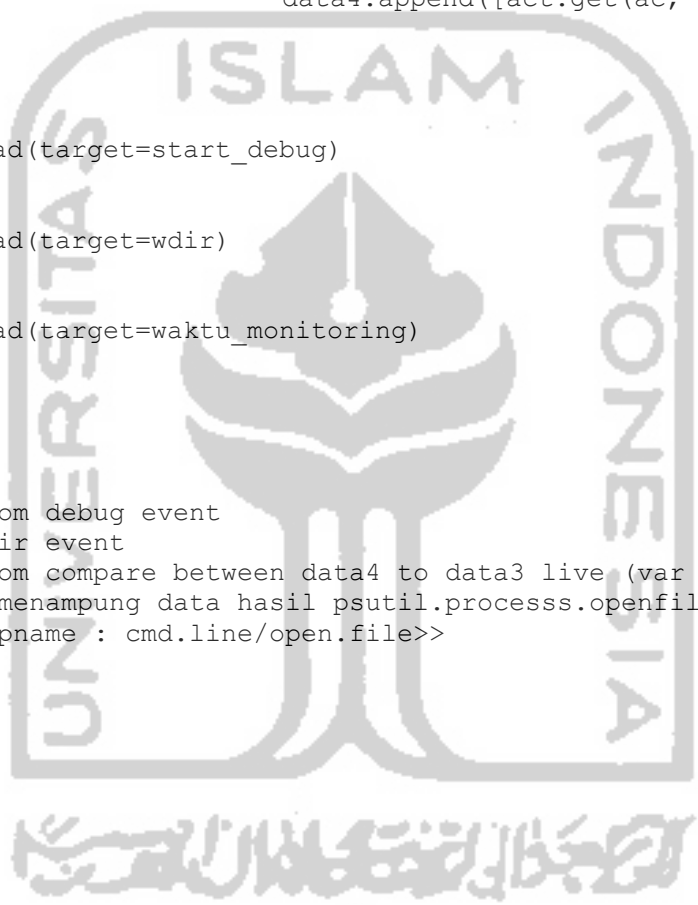 data4.append([act.get(ac,
ISLAM
ad(target=start_debug)
ad(target=wdir)
ad(target=waktu_monitoring)
UNIVERSITAS
INDONESIA
om debug event
ir event
om compare between data4 to data3 live (var
menampung data hasil psutil.processs.openfil
pname : cmd.line/open.file>>